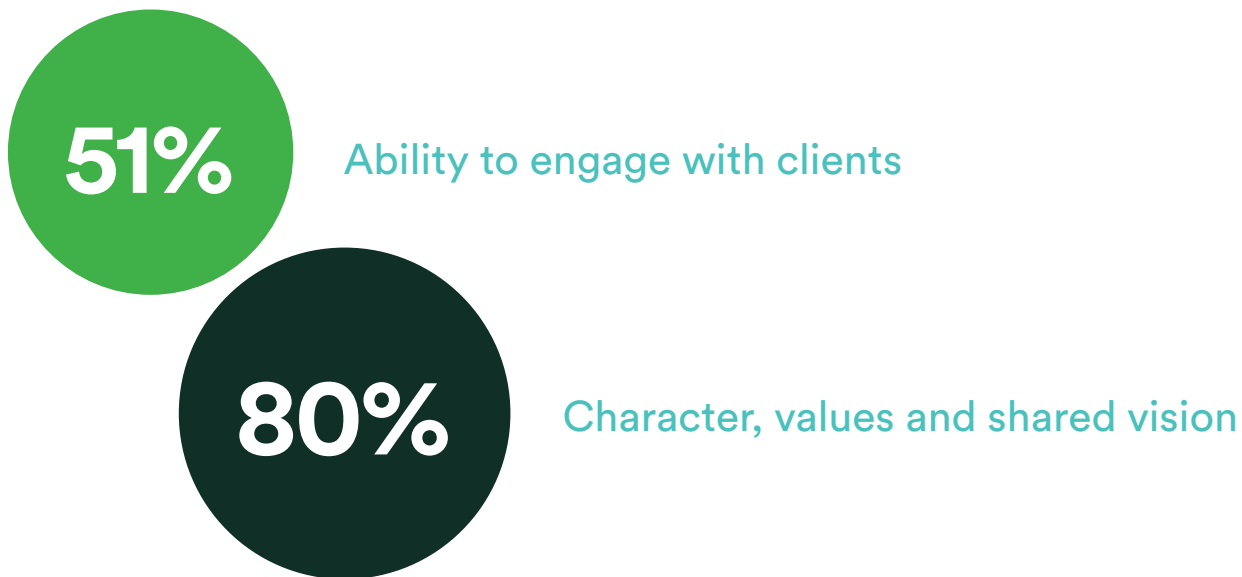 51%
Ability to engage with clients
80%
Character, values and shared vision